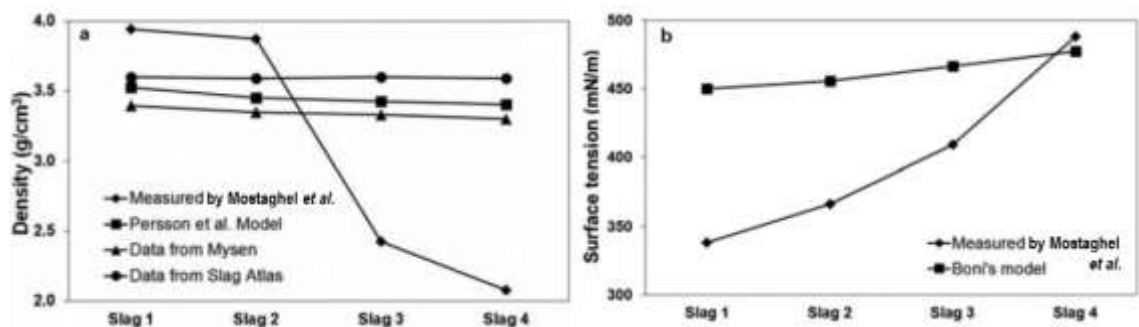 a
4.0
3.5
3.0
2.5
2.0
Density (g/cm³)
Measured by Mostaghel et al.
Persson et al. Model
Data from Mysen
Data from Slag Atlas
Slag 1 Slag 2 Slag 3 Slag 4
b
500
450
400
350
300
Surface tension (mN/m)
Measured by Mostaghel
et al.
Boni's model
Slag 1 Slag 2 Slag 3 Slag 4